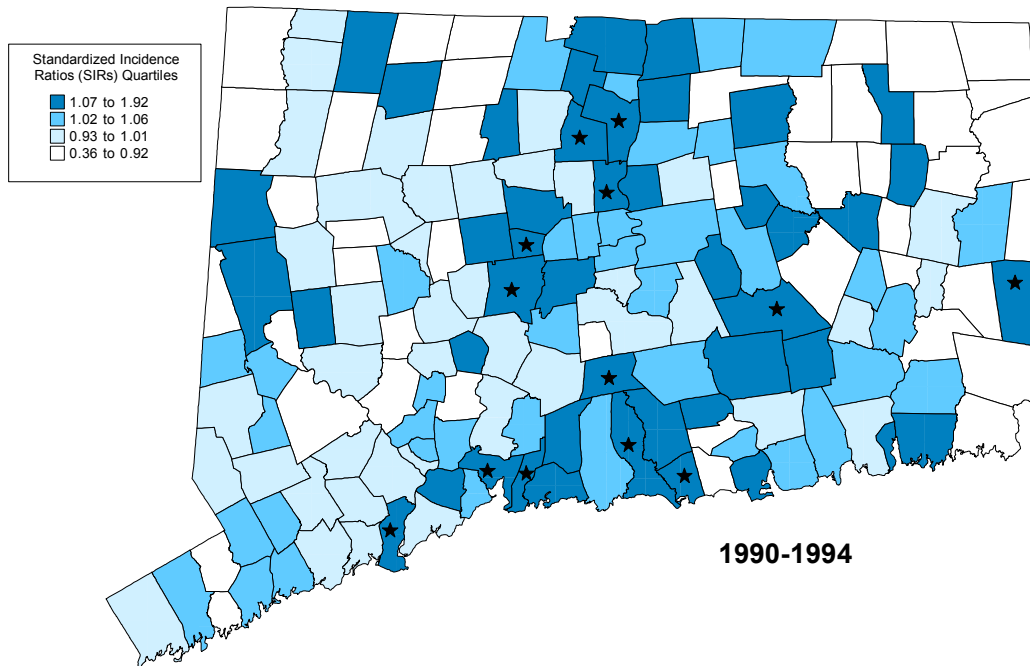 Standardized Incidence
Ratios (SIRs) Quartiles
1.07 to 1.92
1.02 to 1.06
0.93 to 1.01
0.36 to 0.92
1990-1994